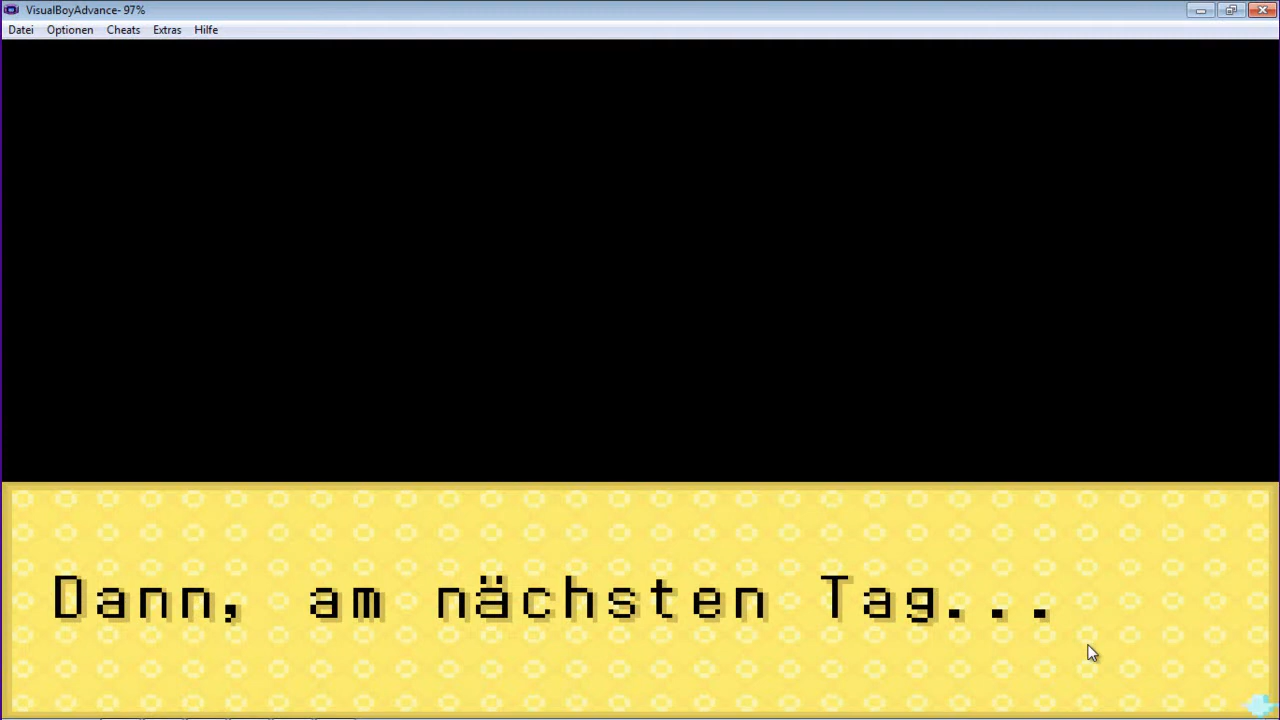 VisualBoyAdvance- 97%
Datei Optionen Cheats Extras Hilfe
Dann, am nächsten Tag...